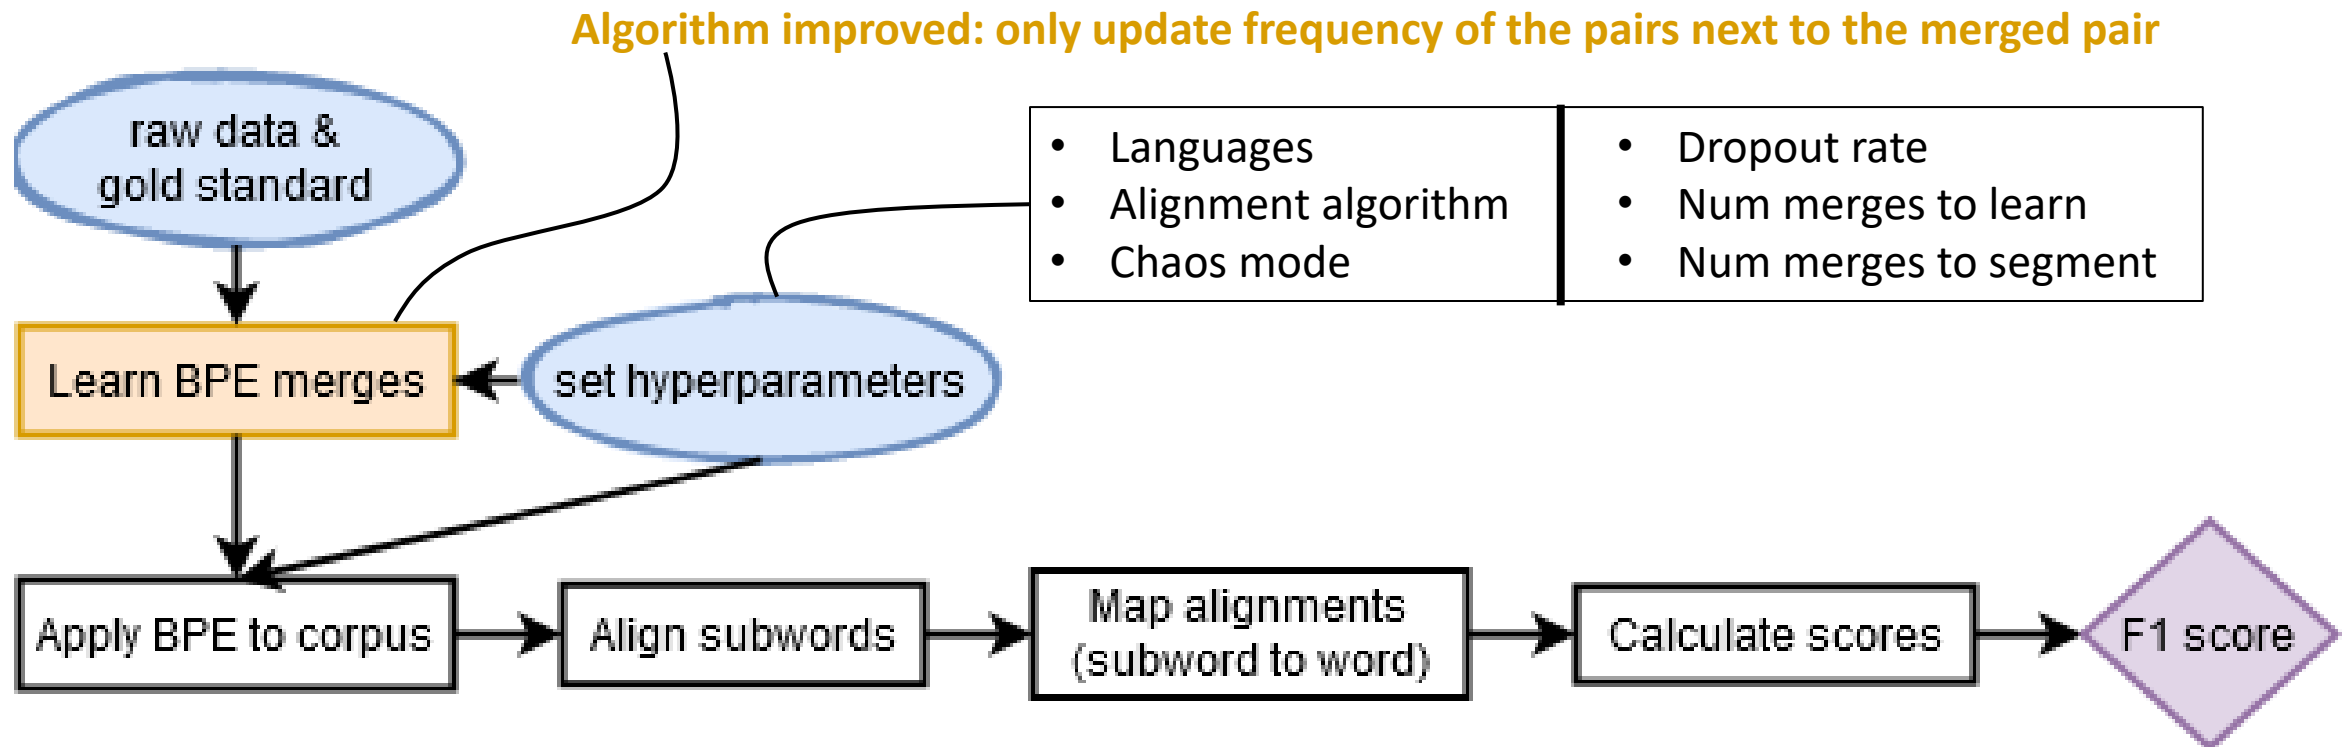 Algorithm improved: only update frequency of the pairs next to the merged pair
raw data &
gold standard
• Languages
• Alignment algorithm
• Chaos mode
• Dropout rate
• Num merges to learn
• Num merges to segment
Learn BPE merges
set hyperparameters
Apply BPE to corpus
Align subwords
Map alignments
(subword to word)
Calculate scores
F1 score